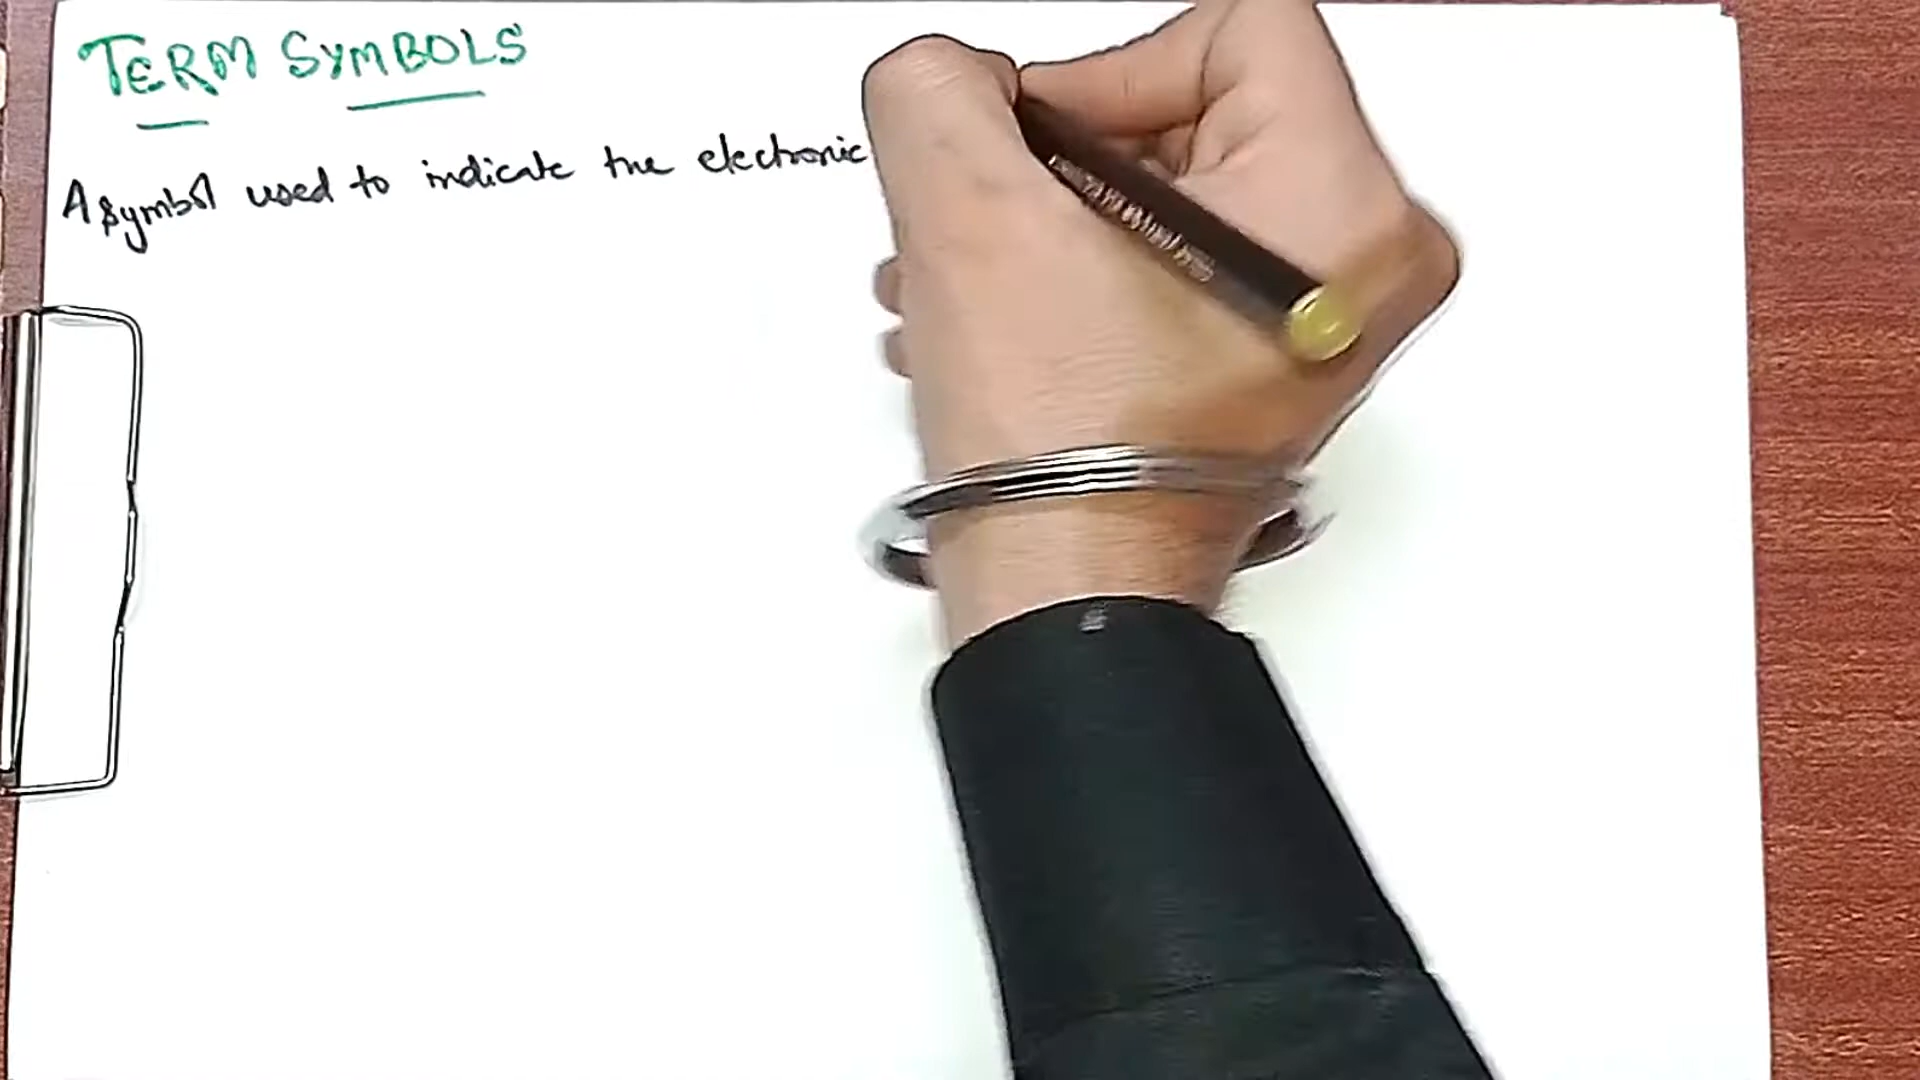 TERM SYMBOLS
A symbol used to indicate the electronic